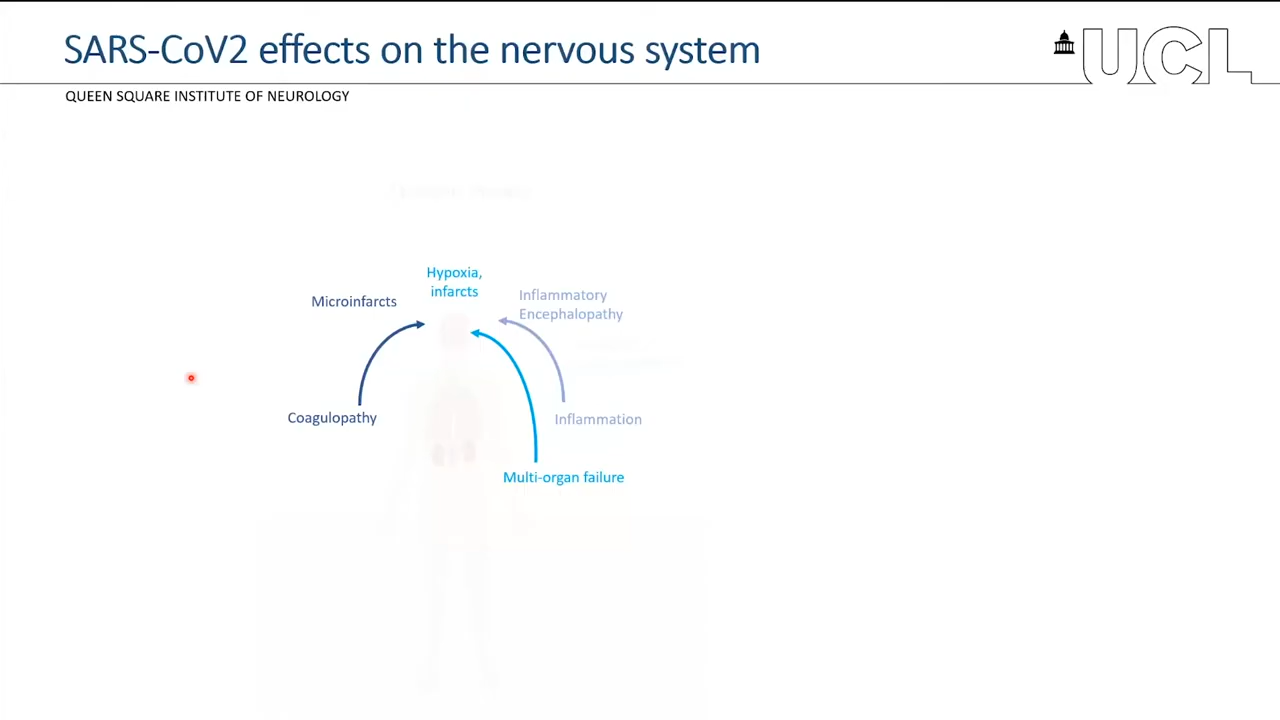 SARS-CoV2 effects on the nervous system
UCL
QUEEN SQUARE INSTITUTE OF NEUROLOGY
Hypoxia,
infarcts
Microinfarcts
Inflammatory
Encephalopathy
Coagulopathy
Inflammation
Multi-organ failure